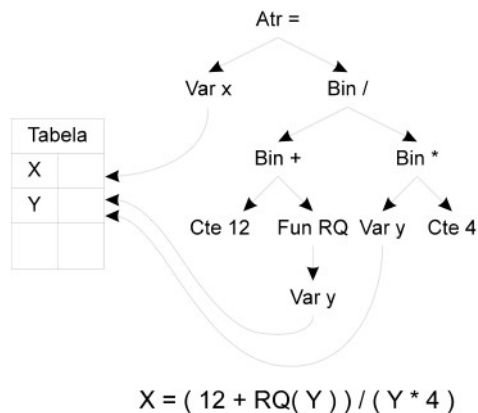 Atr =
Var x Bin /
Tabela
X
Y
Bin + Bin *
Cte 12 Fun RQ Var y Cte 4
Var y
X = ( 12 + RQ( Y ) ) / ( Y * 4 )